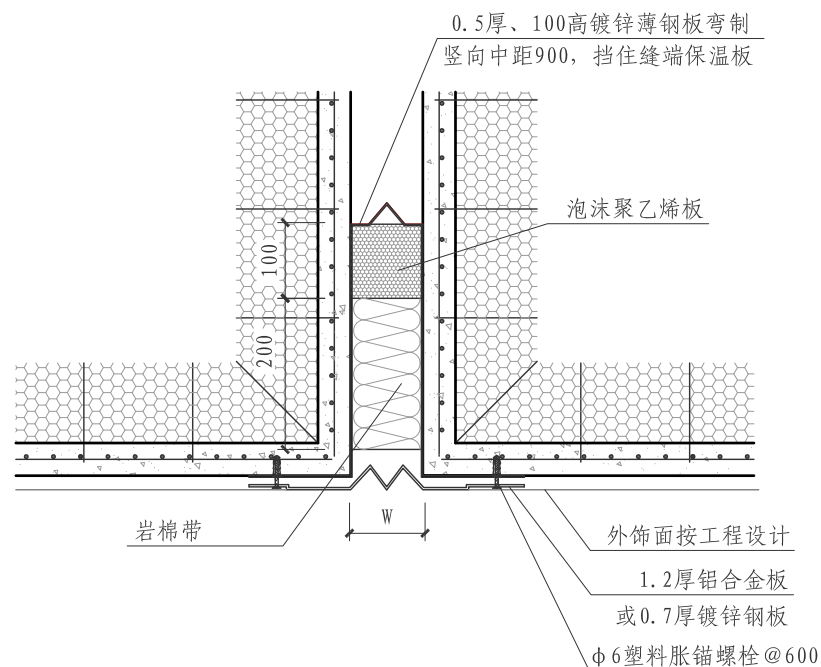 0.5厚、100高镀锌薄钢板弯制
竖向中距900，挡住缝端保温板
泡沫聚乙烯板
100
200
W
岩棉带
外饰面按工程设计
1.2厚铝合金板
或0.7厚镀锌钢板
ф6塑料胀锚螺栓@600